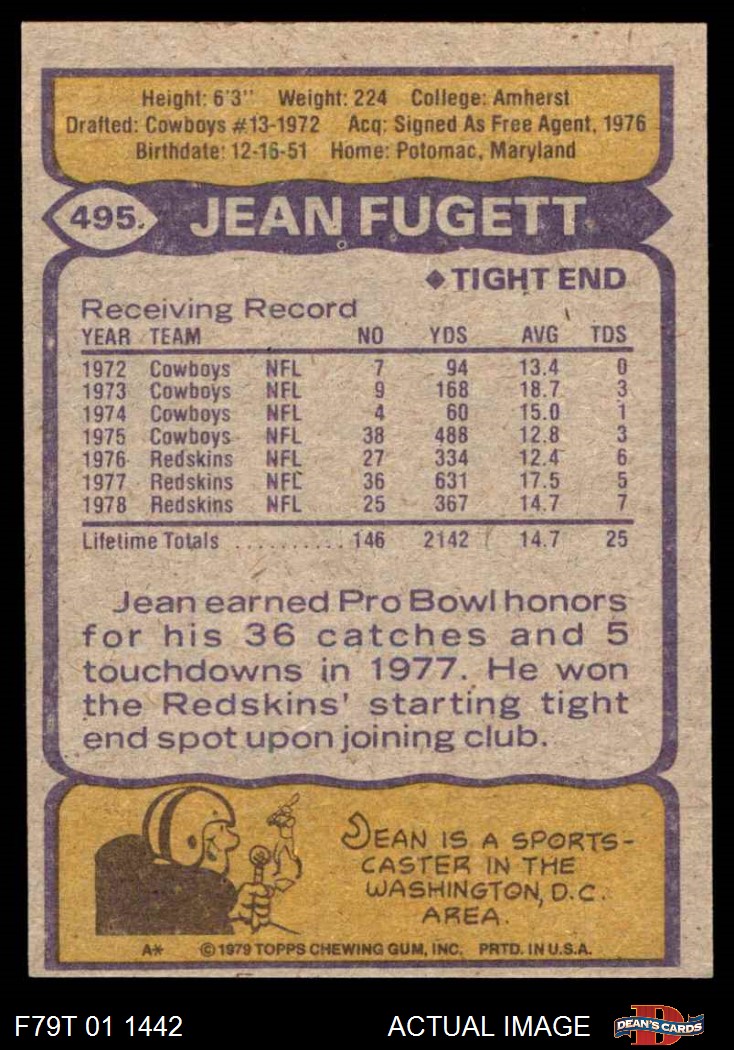 Height: 6'3" Weight: 224 College: Amherst
Drafted: Cowboys #13-1972 Acq: Signed As Free Agent, 1976
Birthdate: 12-16-51 Home: Potomac, Maryland
495. JEAN FUGETT
◆ TIGHT END
Receiving Record
YEAR TEAM NO YDS AVG TDS
1972 Cowboys NFL 7 94 13.4 0
1973 Cowboys NFL 9 168 18.7 3
1974 Cowboys NFL 4 60 15.0 1
1975 Cowboys NFL 38 488 12.8 3
1976 Redskins NFL 27 334 12.4 6
1977 Redskins NFL 36 631 17.5 5
1978 Redskins NFL 25 367 14.7 7
Lifetime Totals .......... 146 2142 14.7 25
Jean earned Pro Bowl honors
for his 36 catches and 5
touchdowns in 1977. He won
the Redskins' starting tight
end spot upon joining club.
JEAN IS A SPORTS-
CASTER IN THE
WASHINGTON, D.C.
AREA.
A* ©1979 TOPPS CHEWING GUM, INC. PRTD. IN U.S.A.
F79T 01 1442 ACTUAL IMAGE D DEAN'S CARDS